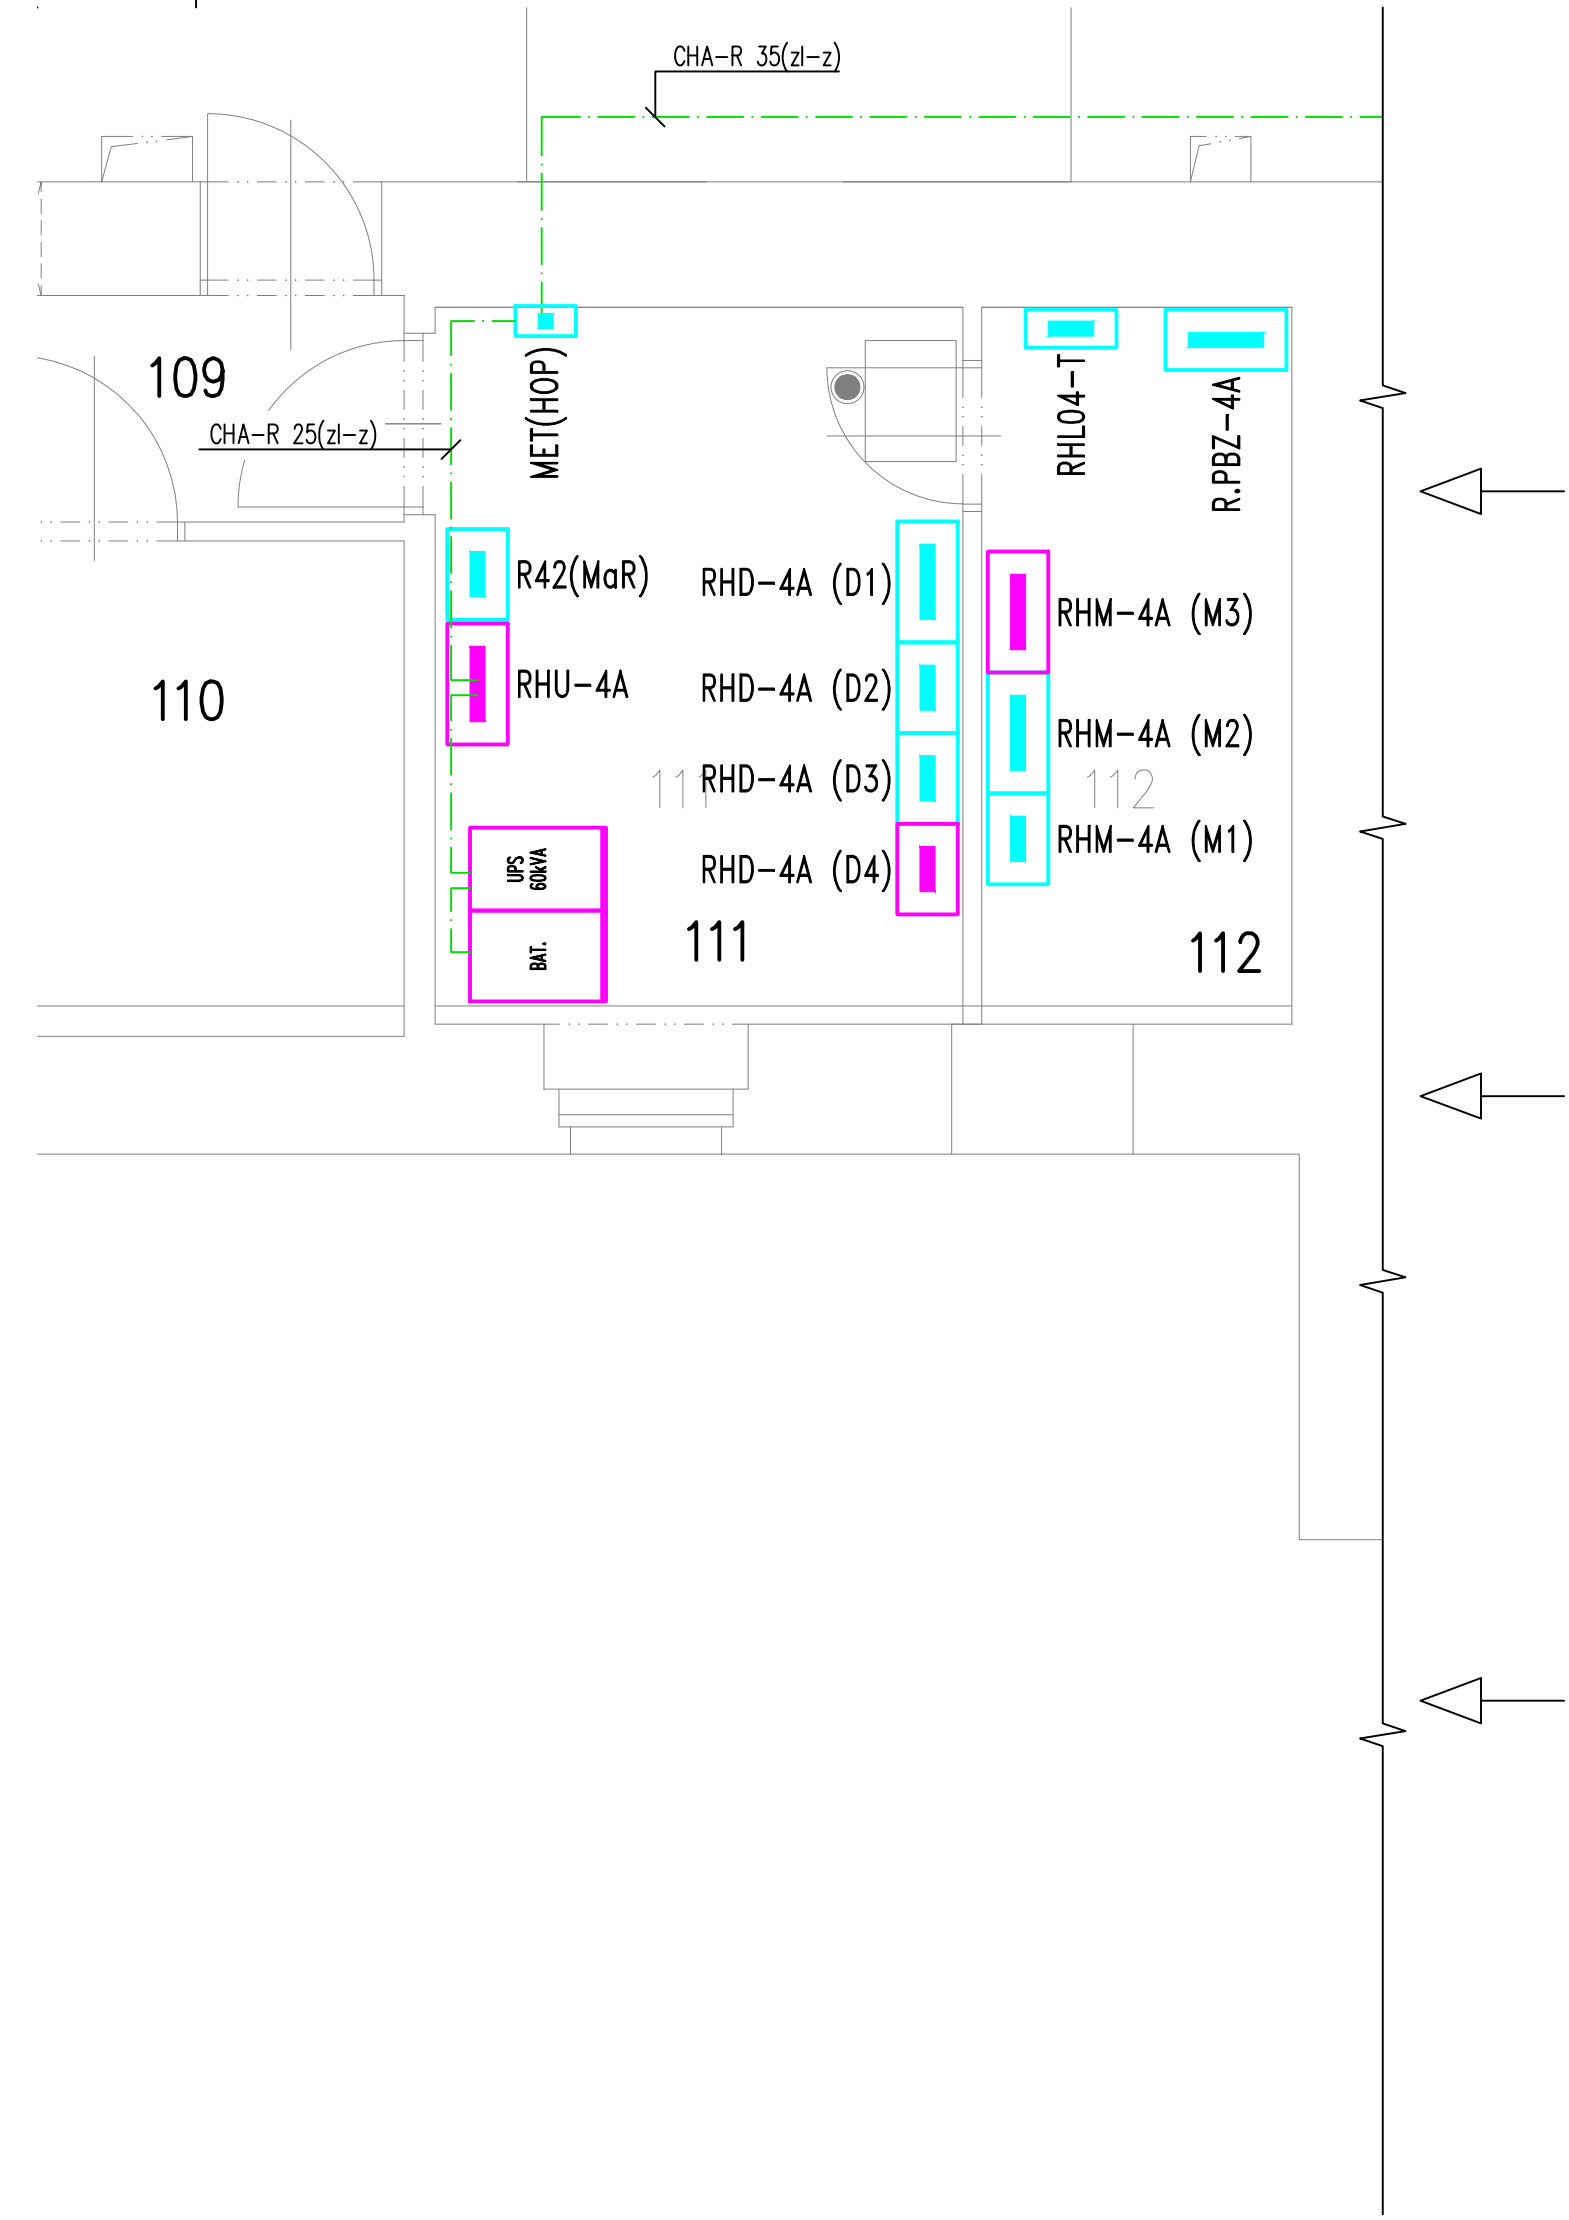 CHA-R 35(zl-z)
109
CHA-R 25(zl-z)
MET(HOP)
RHL04-T
R.PBZ-4A
R42(MaR)
RHD-4A (D1)
RHM-4A (M3)
110
RHU-4A
RHD-4A (D2)
RHM-4A (M2)
111
RHD-4A (D3)
112
RHM-4A (M1)
UPS
60kVA
RHD-4A (D4)
BAT.
111
112